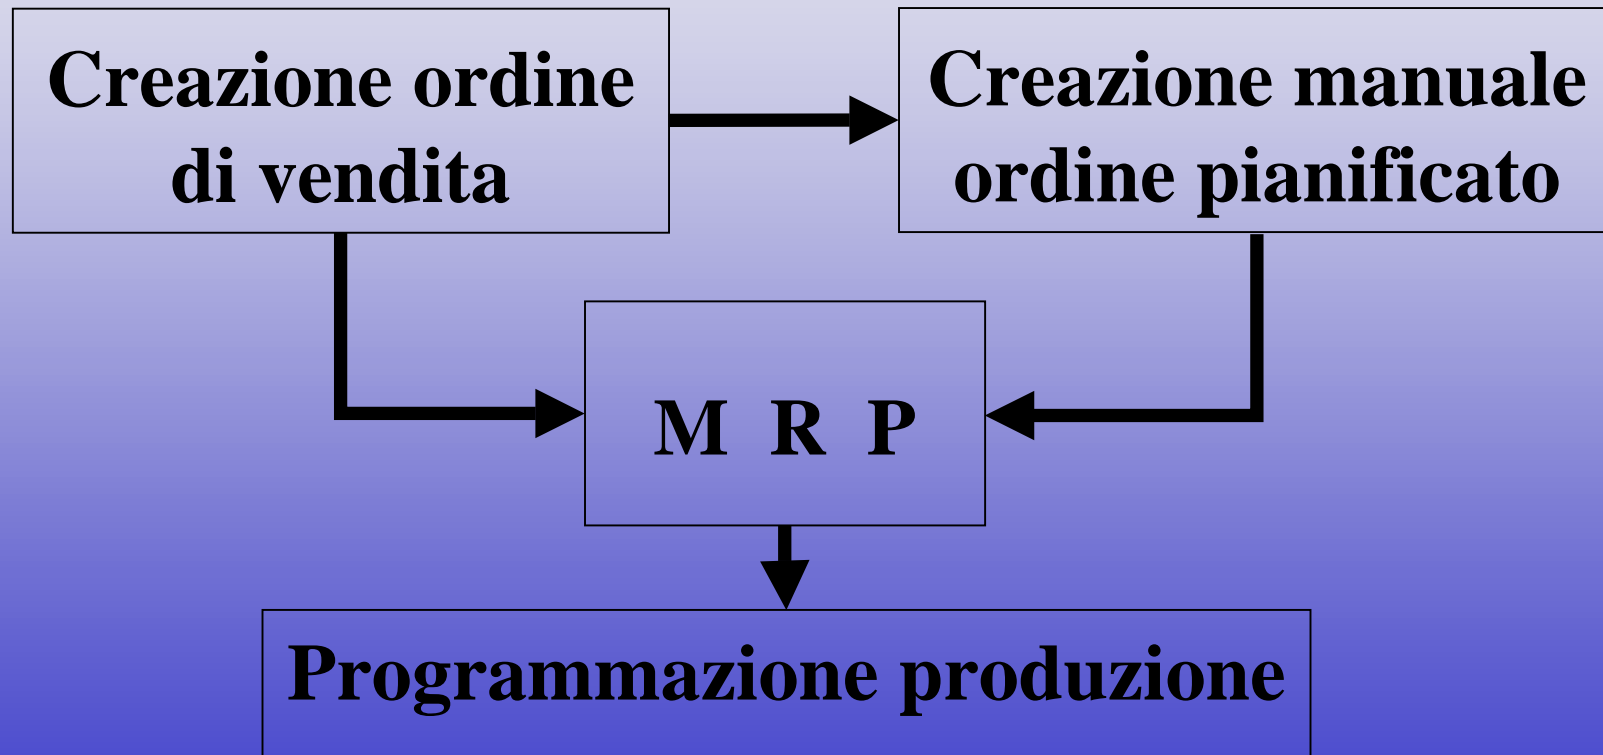 Creazione ordine
di vendita
Creazione manuale
ordine pianificato
M R P
Programmazione produzione